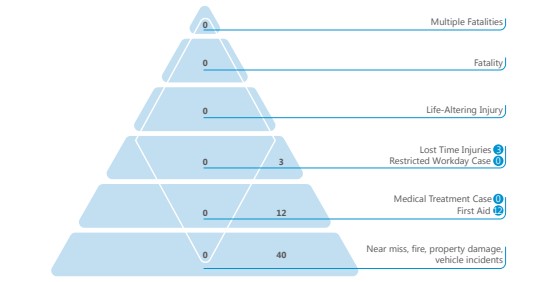 0 Multiple Fatalities
0 Fatality
0 Life-Altering Injury
Lost Time Injuries 3
0 3 Restricted Workday Case 0
Medical Treatment Case 0
0 12 First Aid 12
0 40 Near miss, fire, property damage,
vehicle incidents